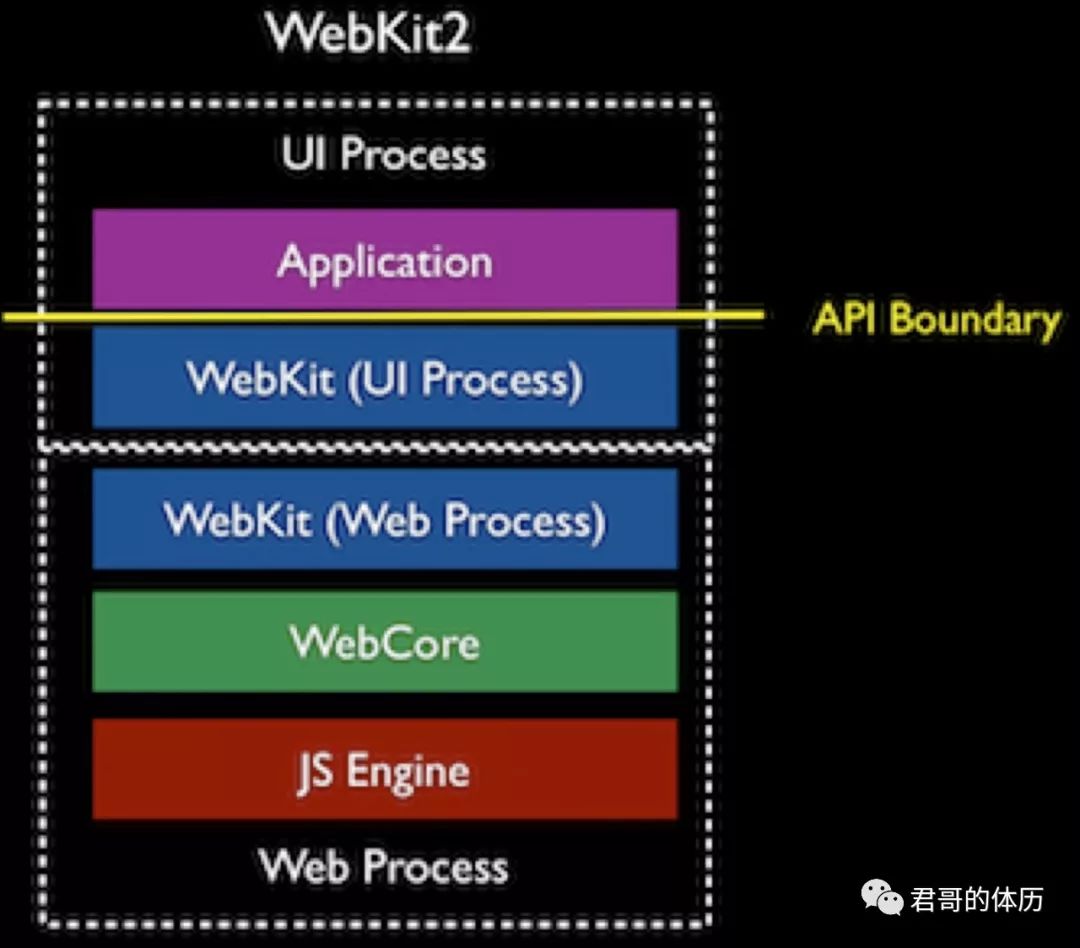 WebKit2
UI Process
Application
API Boundary
WebKit (UI Process)
WebKit (Web Process)
WebCore
JS Engine
Web Process
君哥的体历